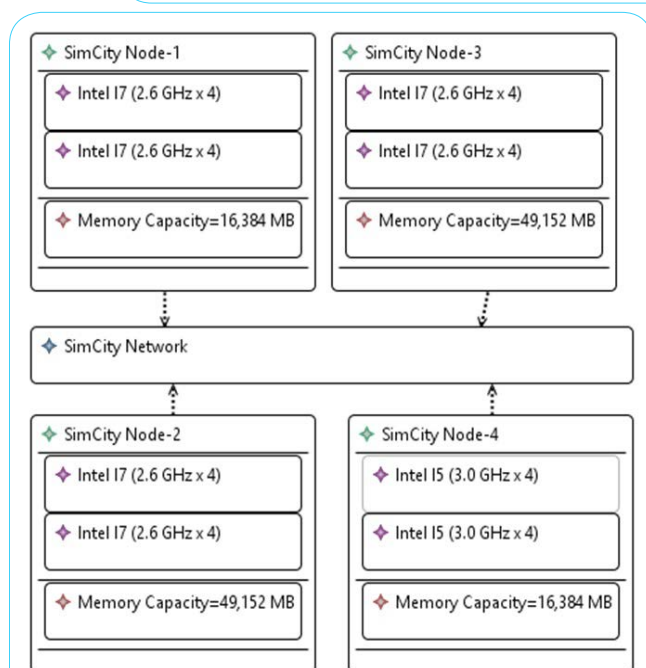 SimCity Node-1
Intel I7 (2.6 GHz x 4)
Intel I7 (2.6 GHz x 4)
Memory Capacity=16,384 MB
SimCity Node-3
Intel I7 (2.6 GHz x 4)
Intel I7 (2.6 GHz x 4)
Memory Capacity=49,152 MB
SimCity Network
SimCity Node-2
Intel I7 (2.6 GHz x 4)
Intel I7 (2.6 GHz x 4)
Memory Capacity=49,152 MB
SimCity Node-4
Intel I5 (3.0 GHz x 4)
Intel I5 (3.0 GHz x 4)
Memory Capacity=16,384 MB